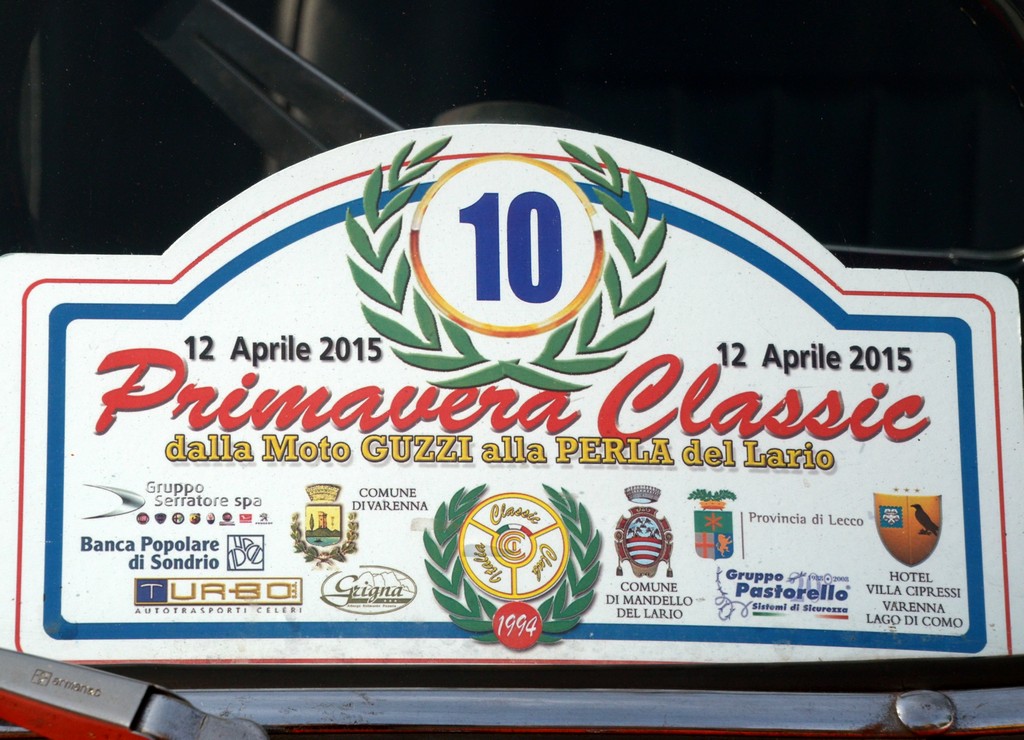 10
12 Aprile 2015
12 Aprile 2015
Primavera Classic
dalla Moto GUZZI alla PERLA del Lario
Gruppo
Serratore spa
Banca Popolare
di Sondrio
TURBO
AUTOTRASPORTI CELERI
COMUNE
DI VARENNA
Grigna
Classic
Club
1994
COMUNE
DI MANDELLO
DEL LARIO
Provincia di Lecco
Gruppo
Pastorello
Sistemi di Sicurezza
HOTEL
VILLA CIPRESSI
VARENNA
LAGO DI COMO